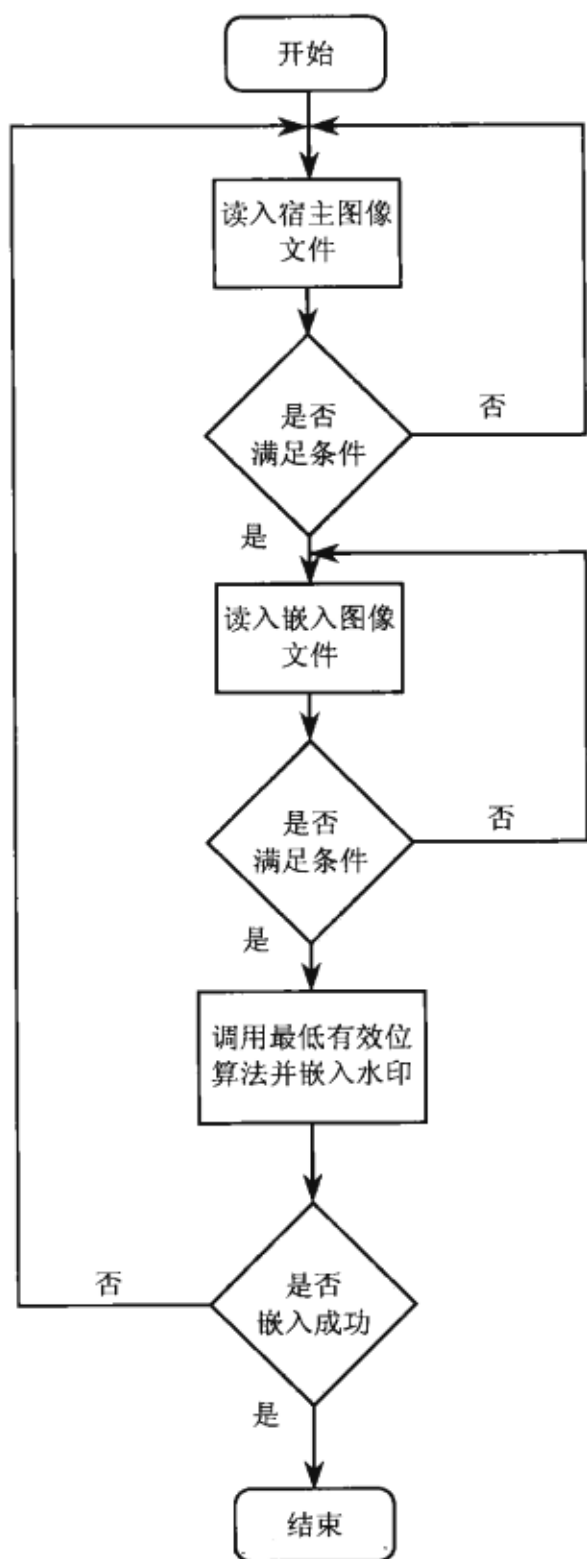 开始
读入宿主图像
文件
是否
满足条件
否
是
读入嵌入图像
文件
是否
满足条件
否
是
调用最低有效位
算法并嵌入水印
否
是否
嵌入成功
是
结束